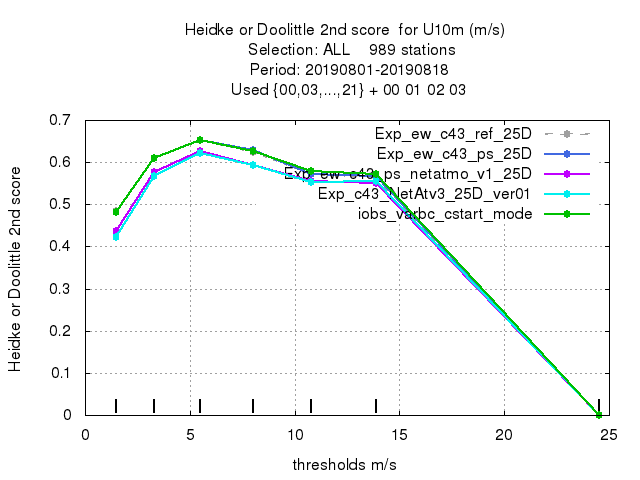 Heidke or Doolittle 2nd score  for U10m (m/s)
Selection: ALL    989 stations
Period: 20190801-20190818
Used {00,03,...,21} + 00 01 02 03
Heidke or Doolittle 2nd score
0.7
0.6
0.5
0.4
0.3
0.2
0.1
0
Exp_ew_c43_ref_25D
Exp_ew_c43_ps_25D
Exp_ew_c43_ps_netatmo_v1_25D
Exp_c43_NetAtv3_25D_ver01
iobs_varbc_cstart_mode
0 5 10 15 20 25
thresholds m/s